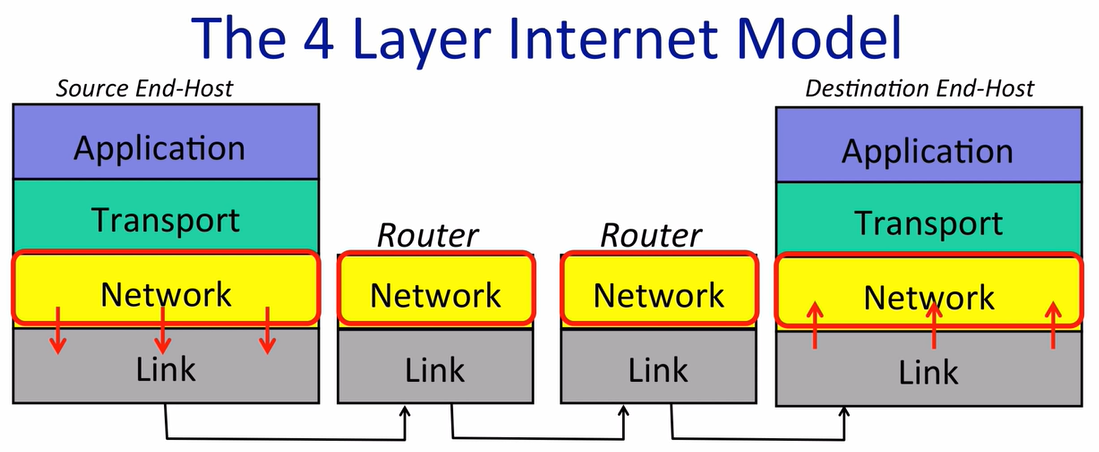 The 4 Layer Internet Model
Source End-Host
Destination End-Host
Application
Transport
Network
Link
Router
Network
Link
Router
Network
Link
Application
Transport
Network
Link